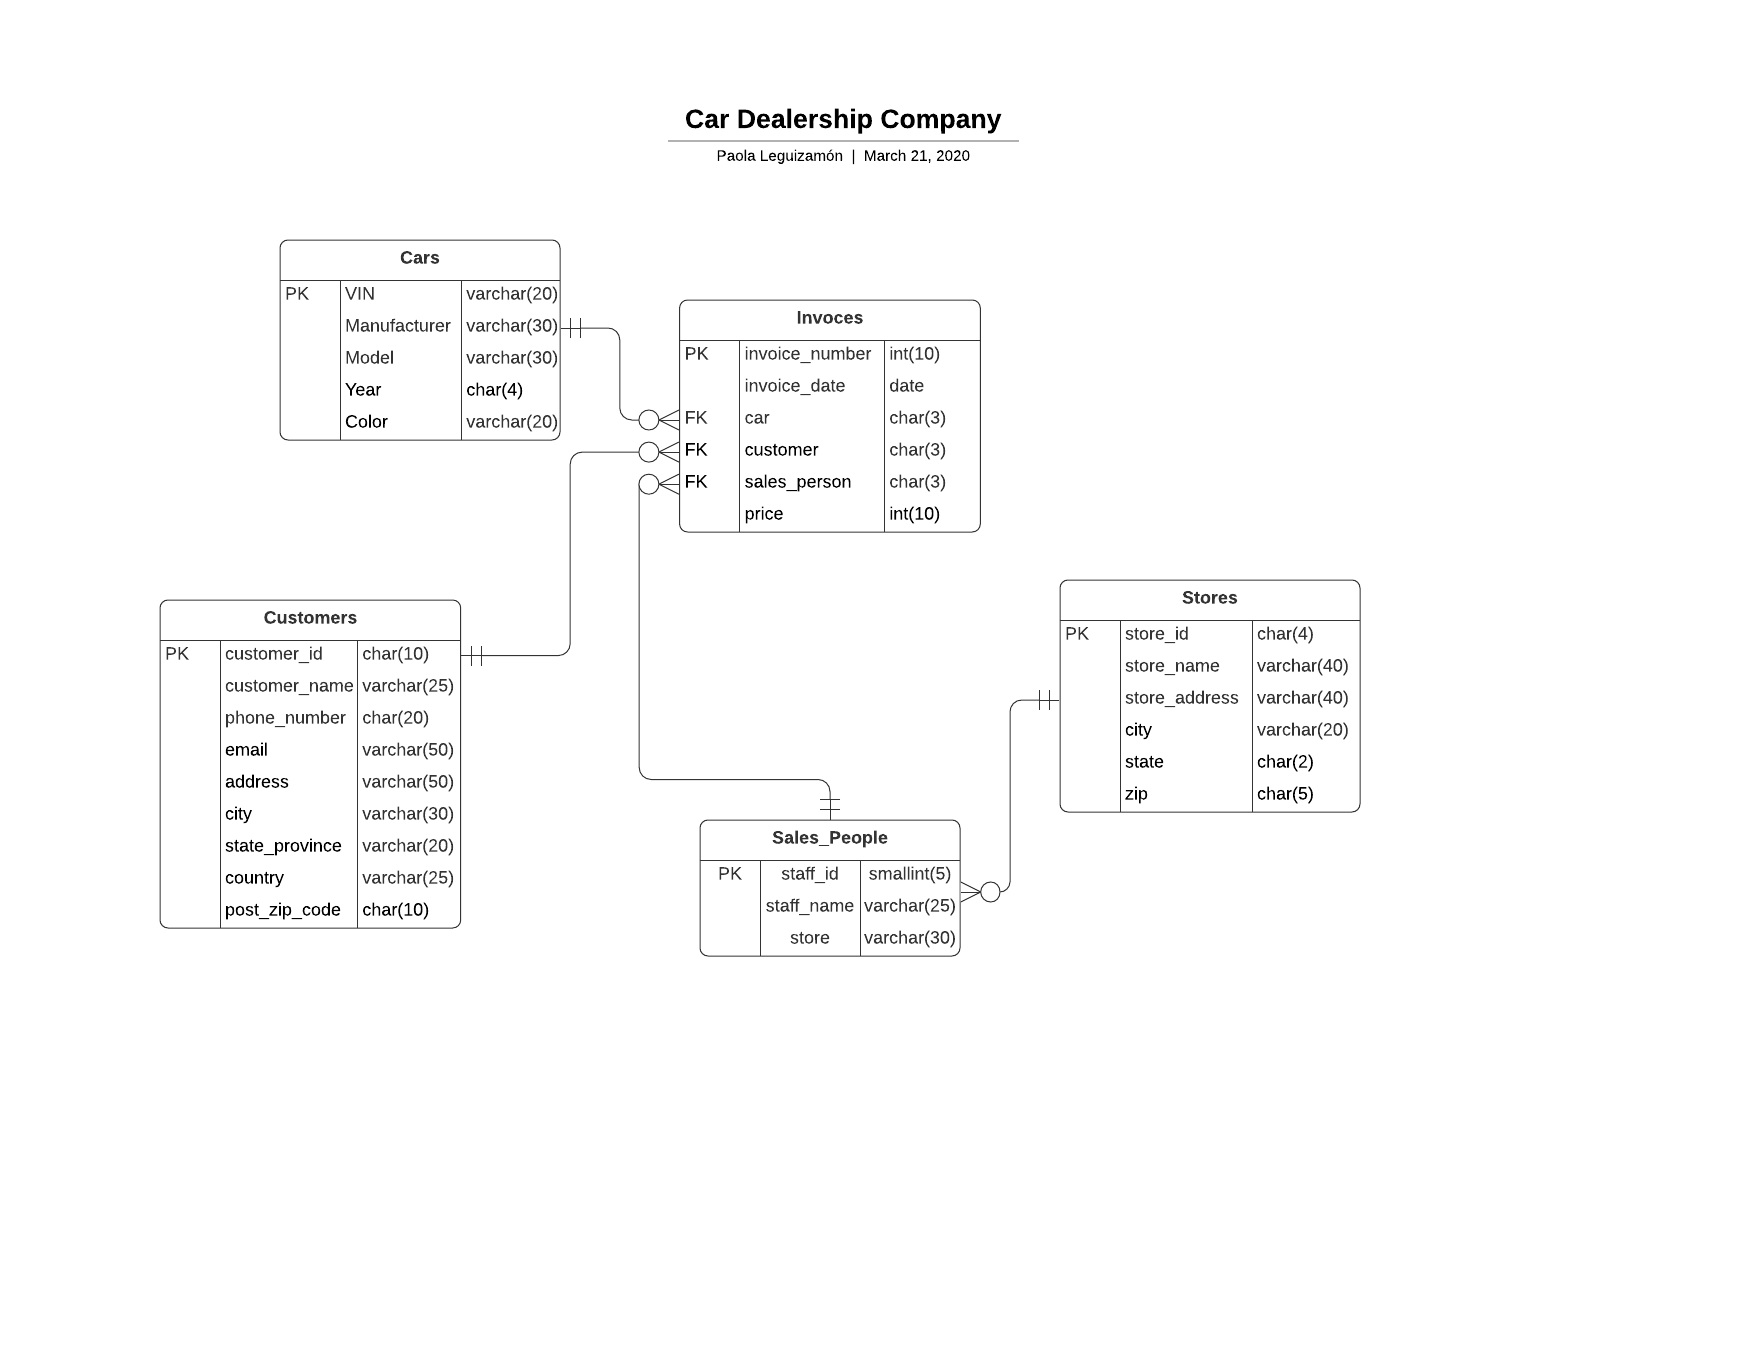 Car Dealership Company
Paola Leguizamón | March 21, 2020
Cars
PK VIN varchar(20)
Manufacturer varchar(30)
Model varchar(30)
Year char(4)
Color varchar(20)
Invoces
PK invoice_number int(10)
invoice_date date
FK car char(3)
FK customer char(3)
FK sales_person char(3)
price int(10)
Customers
PK customer_id char(10)
customer_name varchar(25)
phone_number char(20)
email varchar(50)
address varchar(50)
city varchar(30)
state_province varchar(20)
country varchar(25)
post_zip_code char(10)
Stores
PK store_id char(4)
store_name varchar(40)
store_address varchar(40)
city varchar(20)
state char(2)
zip char(5)
Sales_People
PK staff_id smallint(5)
staff_name varchar(25)
store varchar(30)